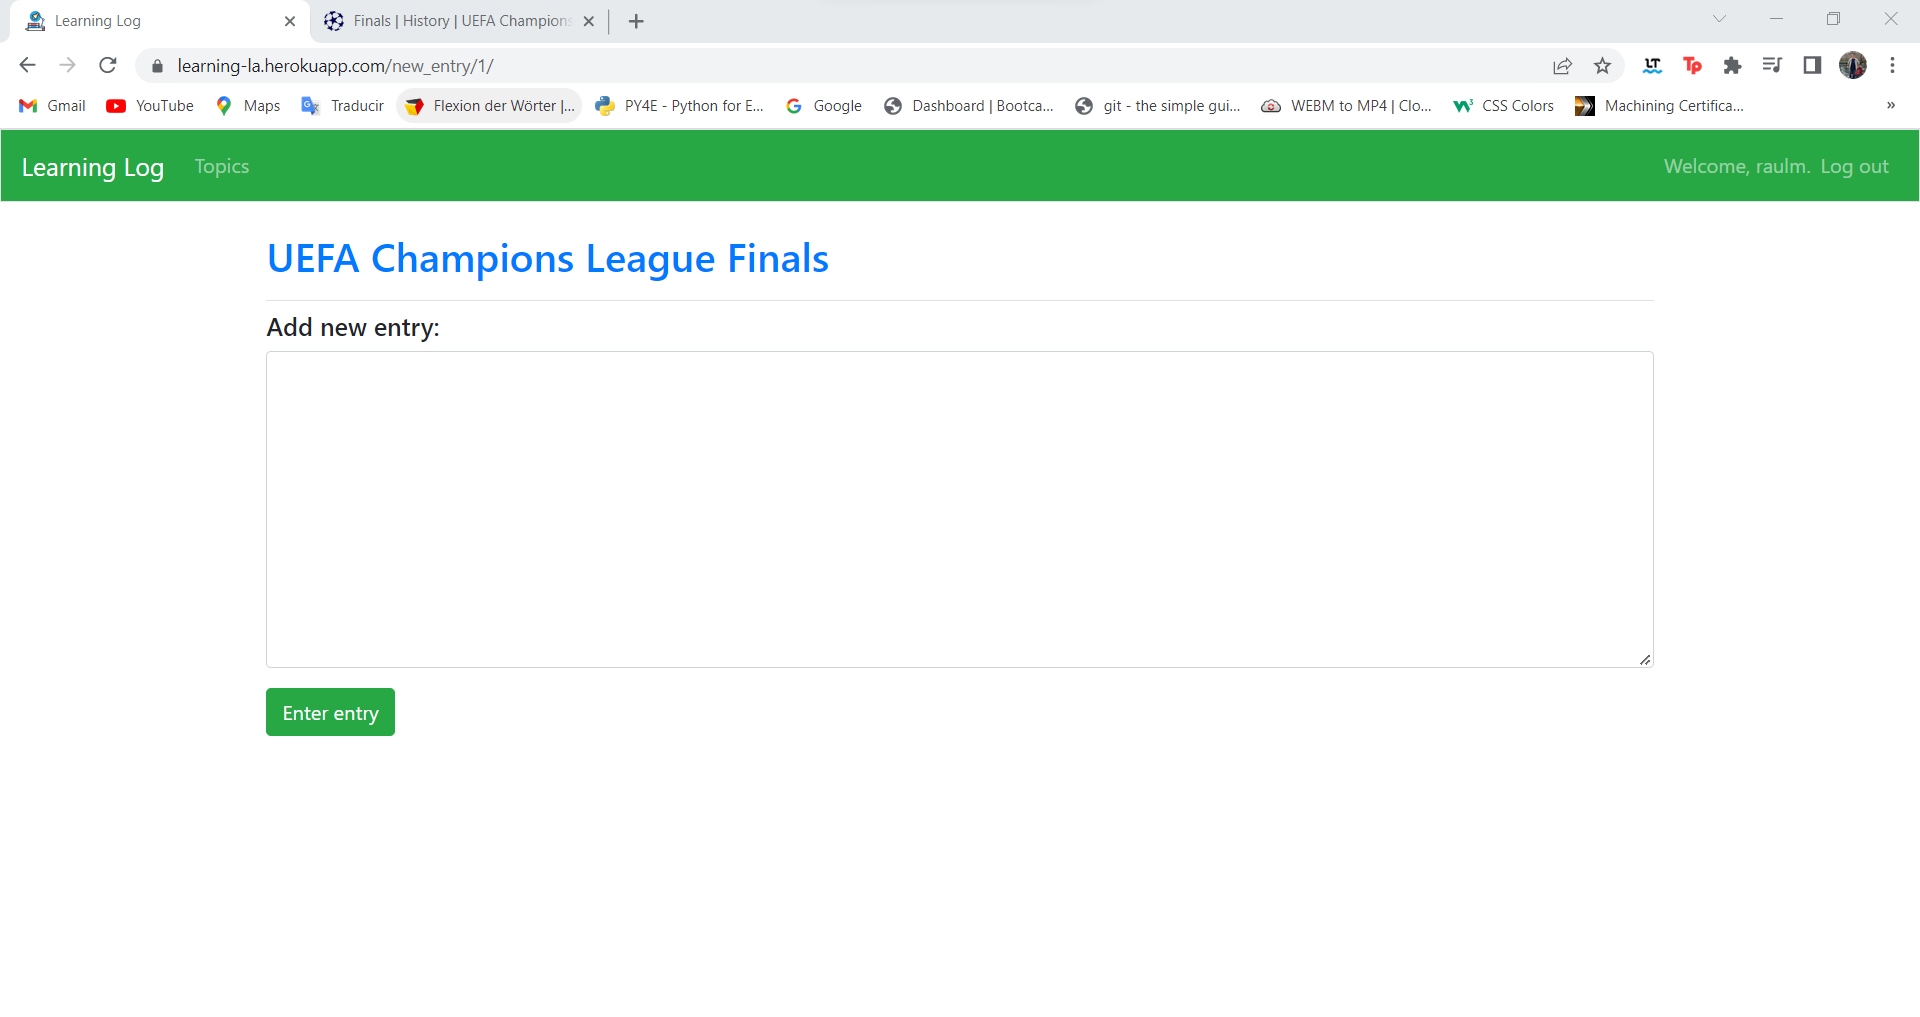 Learning Log
Finals | History | UEFA Champions
learning-la.herokuapp.com/new_entry/1/
LT
Tp
Gmail
YouTube
Maps
Traducir
Flexion der Wörter |...
PY4E - Python for E...
Google
Dashboard | Bootca...
git - the simple gui...
WEBM to MP4 | Clo...
CSS Colors
Machining Certifica...
»
Learning Log Topics Welcome, raulm. Log out
UEFA Champions League Finals
Add new entry:
Enter entry